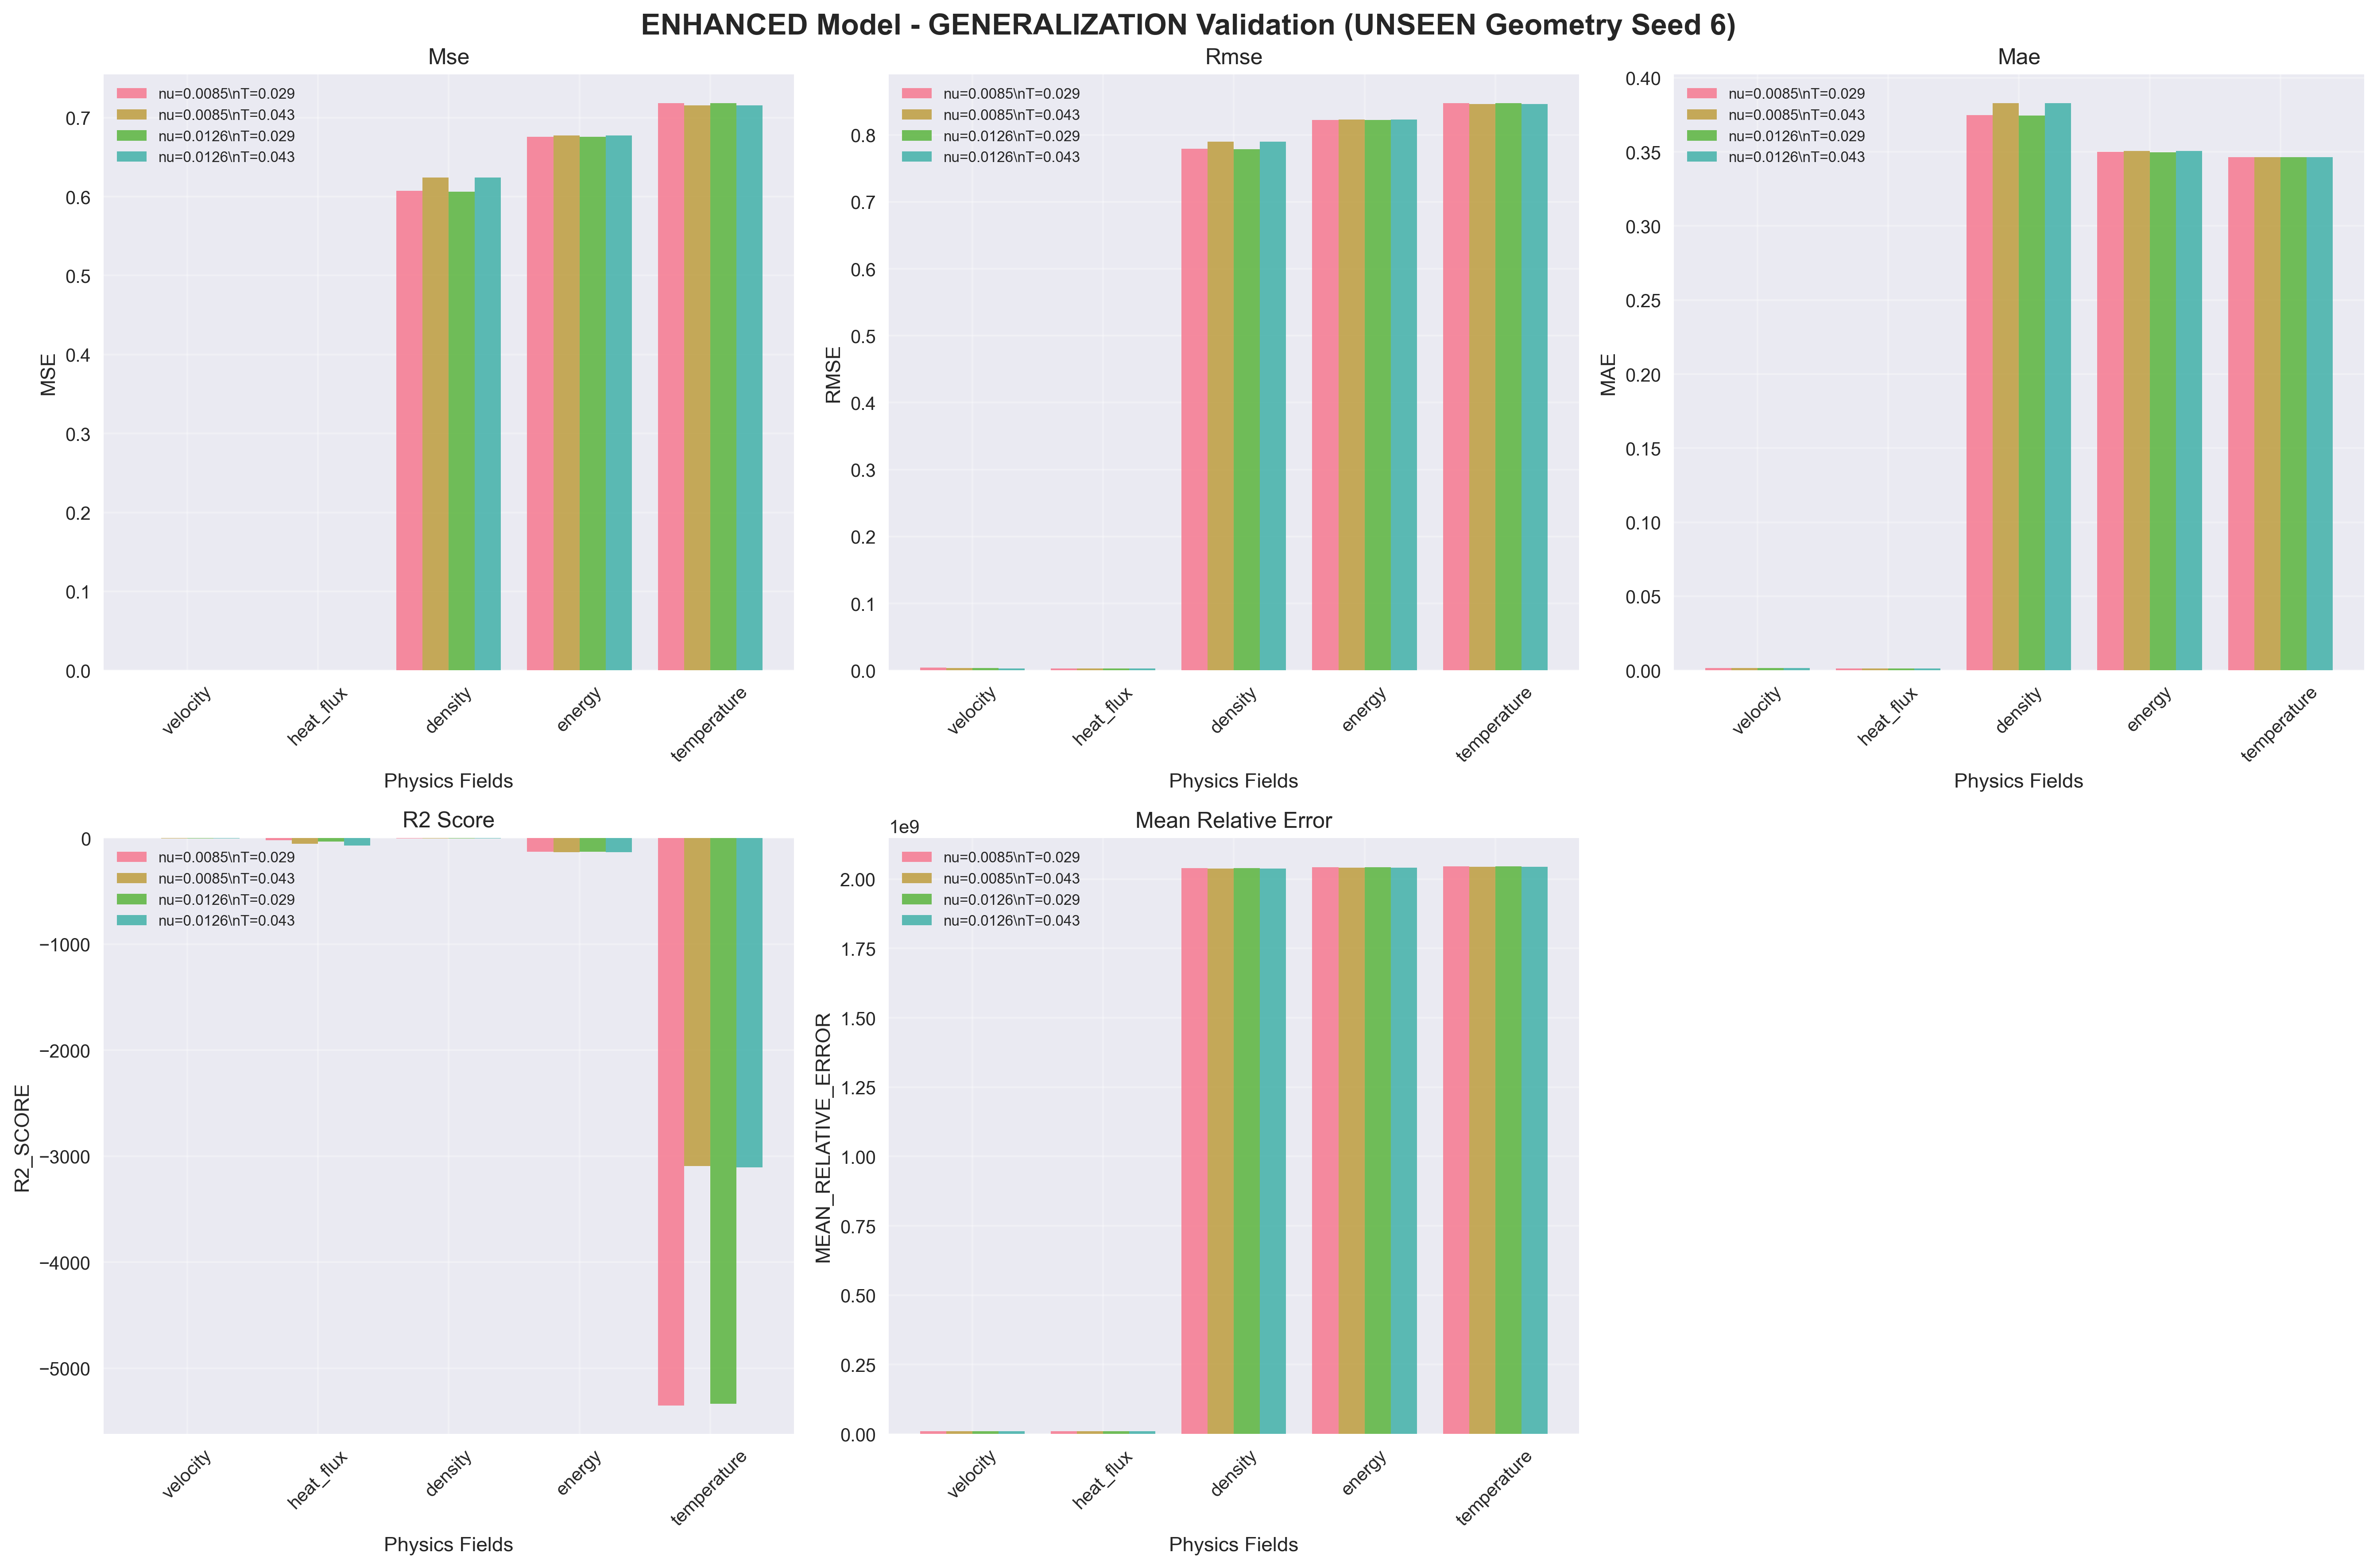 ENHANCED Model - GENERALIZATION Validation (UNSEEN Geometry Seed 6)
Mse
nu=0.0085\nT=0.029
nu=0.0085\nT=0.043
nu=0.0126\nT=0.029
nu=0.0126\nT=0.043
MSE
0.7
0.6
0.5
0.4
0.3
0.2
0.1
0.0
velocity
heat_flux
density
energy
temperature
Physics Fields
Rmse
nu=0.0085\nT=0.029
nu=0.0085\nT=0.043
nu=0.0126\nT=0.029
nu=0.0126\nT=0.043
RMSE
0.8
0.7
0.6
0.5
0.4
0.3
0.2
0.1
0.0
velocity
heat_flux
density
energy
temperature
Physics Fields
Mae
nu=0.0085\nT=0.029
nu=0.0085\nT=0.043
nu=0.0126\nT=0.029
nu=0.0126\nT=0.043
MAE
0.40
0.35
0.30
0.25
0.20
0.15
0.10
0.05
0.00
velocity
heat_flux
density
energy
temperature
Physics Fields
R2 Score
nu=0.0085\nT=0.029
nu=0.0085\nT=0.043
nu=0.0126\nT=0.029
nu=0.0126\nT=0.043
R2_SCORE
0
−1000
−2000
−3000
−4000
−5000
velocity
heat_flux
density
energy
temperature
Physics Fields
Mean Relative Error
1e9
nu=0.0085\nT=0.029
nu=0.0085\nT=0.043
nu=0.0126\nT=0.029
nu=0.0126\nT=0.043
MEAN_RELATIVE_ERROR
2.00
1.75
1.50
1.25
1.00
0.75
0.50
0.25
0.00
velocity
heat_flux
density
energy
temperature
Physics Fields